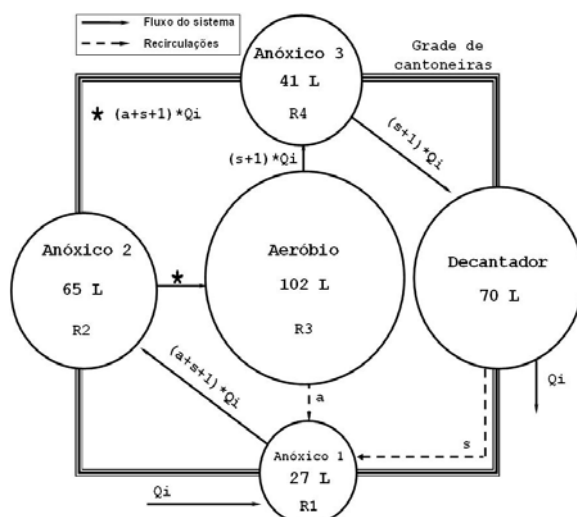 Fluxo do sistema
Recirculações
Anóxico 3
41 L
R4
Grade de
cantoneiras
* (a+s+1)*Qi
(s+1)*Qi
(s+1)*Qi
Anóxico 2
65 L
R2
*
Aeróbio
102 L
R3
Decantador
70 L
(a+s+1)*Qi
a
Qi
s
Anóxico 1
27 L
R1
Qi